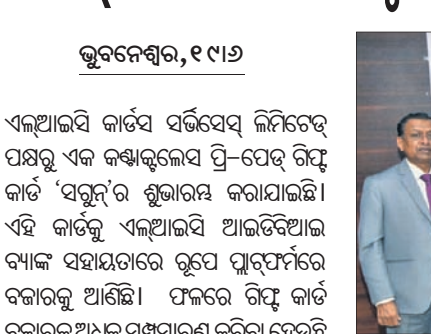 ଭୁବନେଶ୍ୱର,୧୯।୬
ଏଲ୍ଆଇସି କାର୍ଡସ ସର୍ଭିସେସ୍ ଲିମିଟେଡ୍
ପକ୍ଷରୁ ଏକ କଣ୍ଟାକ୍ଟଲେସ ପ୍ରି–ପେଡ୍ ଗିଫ୍ଟ
କାର୍ଡ ‘ସଗୁନ୍’ର ଶୁଭାରମ୍ଭ କରାଯାଇଛି।
ଏହି କାର୍ଡକୁ ଏଲ୍ଆଇସି ଆଇଡିବିଆଇ
ବ୍ୟାଙ୍କ ସହାୟତାରେ ରୂପେ ପ୍ଲାଟ୍ଫର୍ମରେ
ବଜାରକୁ ଆଣିଛି। ଫଳରେ ଗିଫ୍ଟ କାର୍ଡ